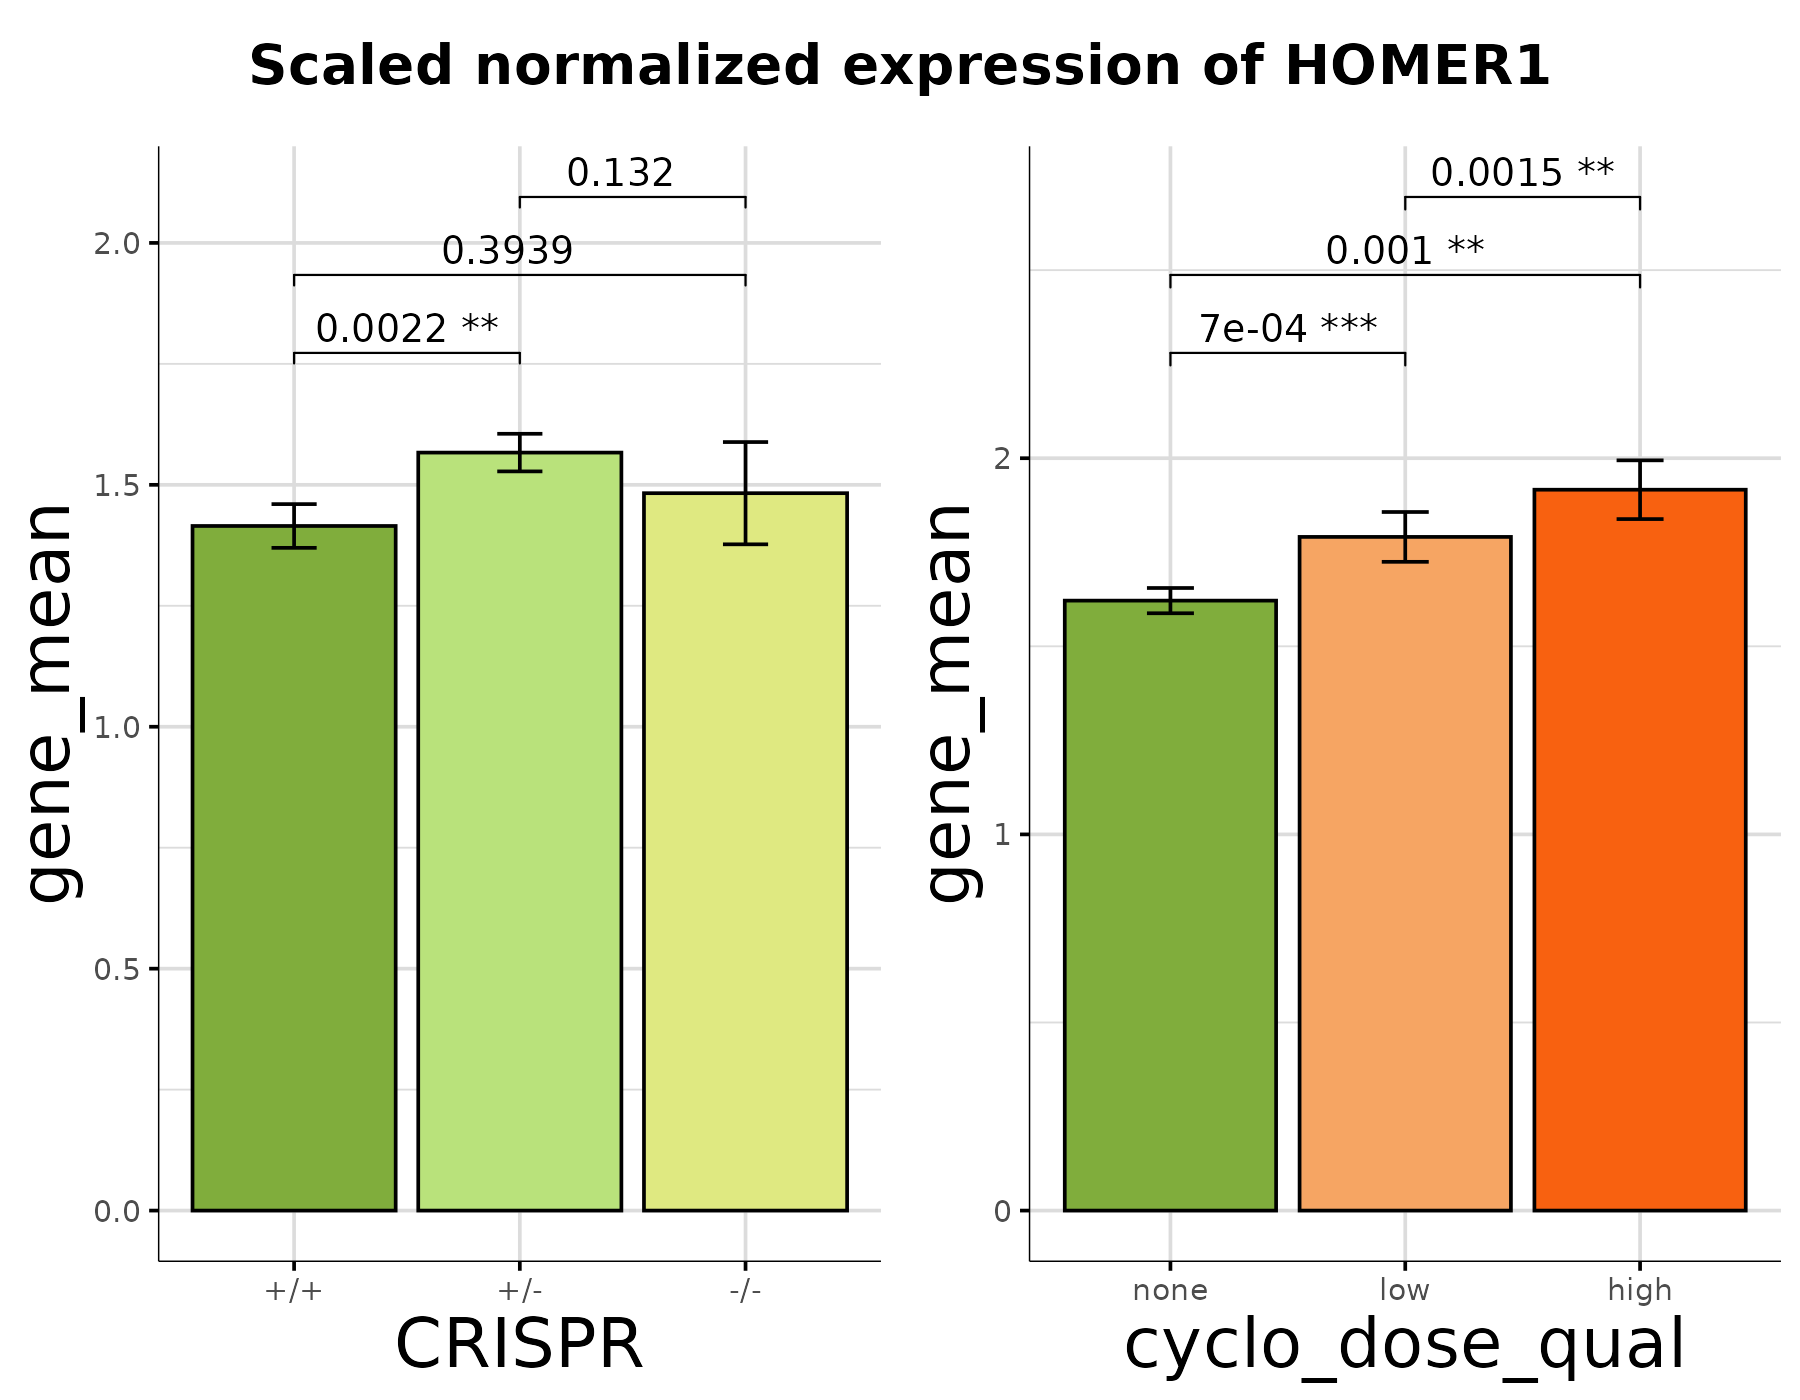 Scaled normalized expression of HOMER1
0.132
0.3939
0.0022 **
2.0
1.5
1.0
0.5
0.0
gene_mean
+/+ +/- -/-
CRISPR
0.0015 **
0.001 **
7e-04 ***
2
1
0
gene_mean
none low high
cyclo_dose_qual